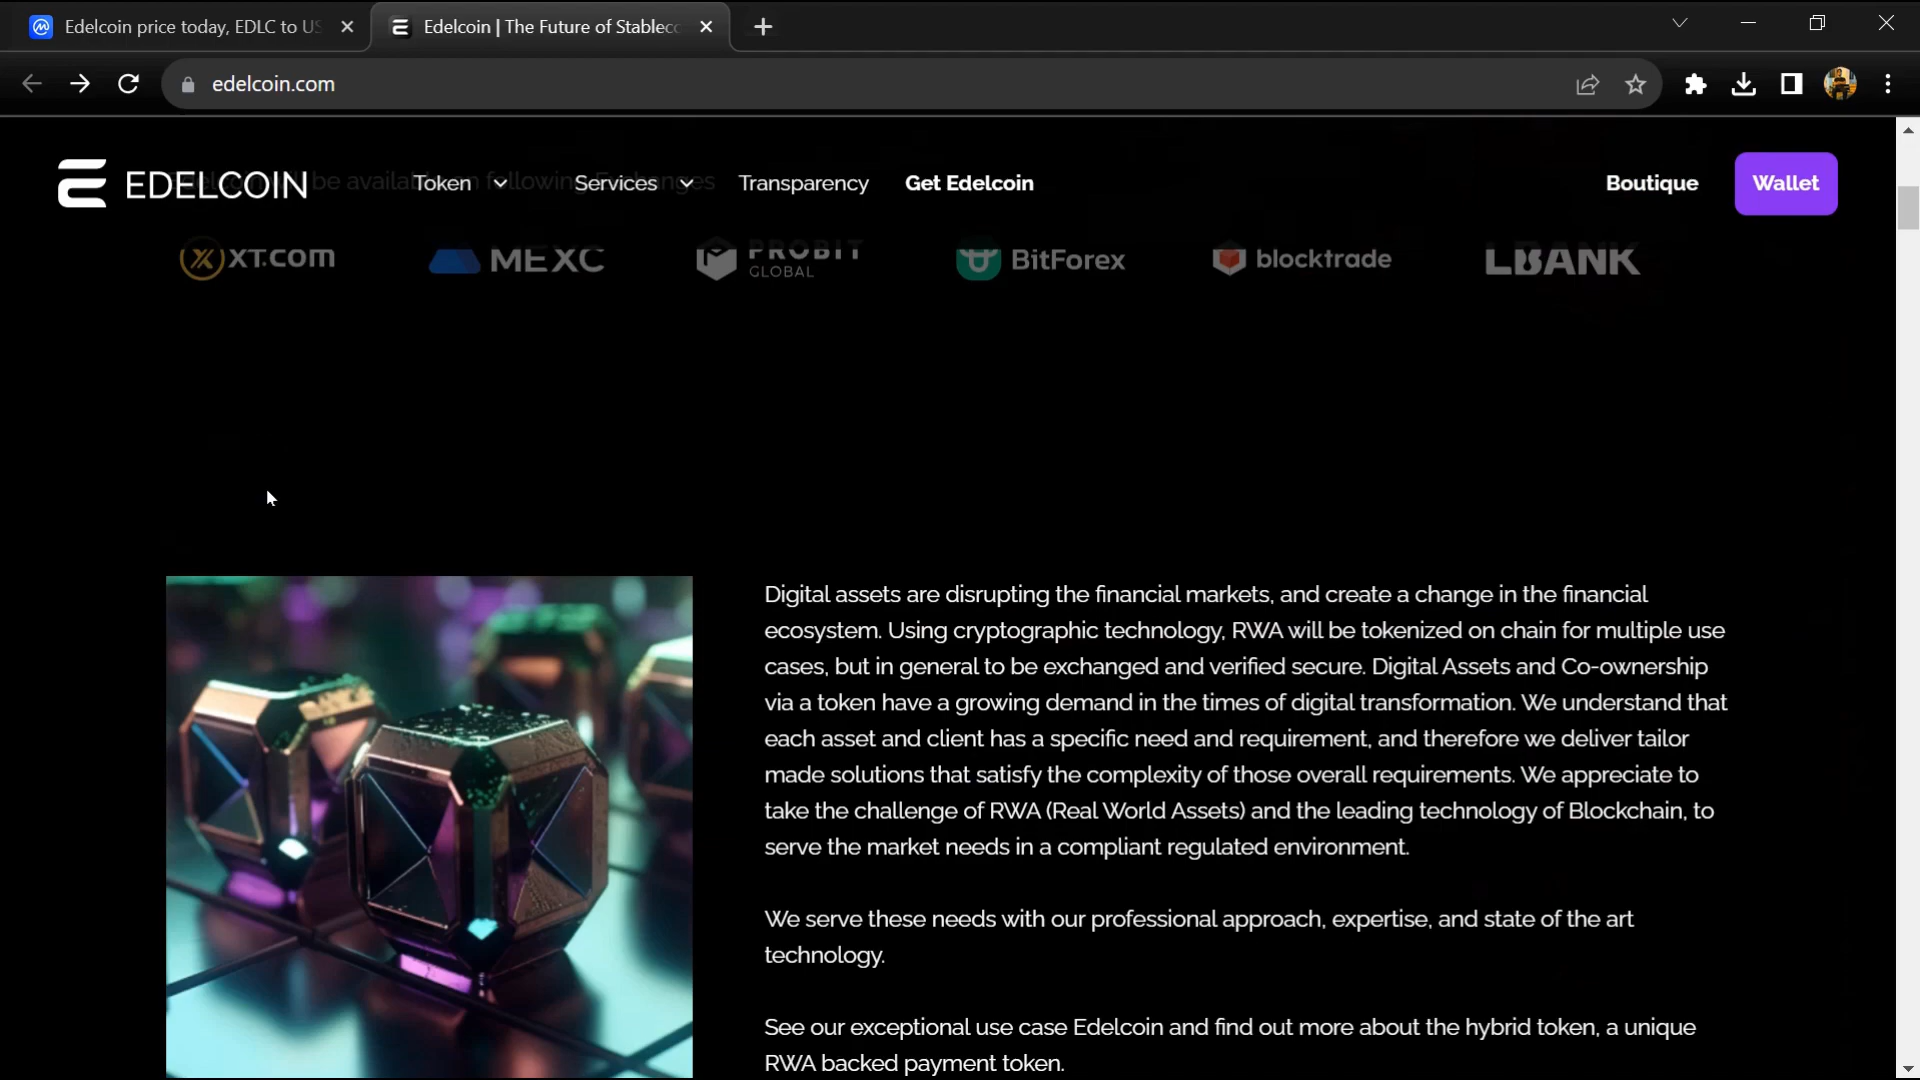 Edelcoin price today, EDLC to US
Edelcoin | The Future of Stablecc
edelcoin.com
EDELCOIN
Token
Services
Transparency
Get Edelcoin
Boutique
Wallet
be available on following Exchanges
XT.COM
MEXC
PROBIT
GLOBAL
BitForex
blocktrade
LBANK
Digital assets are disrupting the financial markets, and create a change in the financial
ecosystem. Using cryptographic technology, RWA will be tokenized on chain for multiple use
cases, but in general to be exchanged and verified secure. Digital Assets and Co-ownership
via a token have a growing demand in the times of digital transformation. We understand that
each asset and client has a specific need and requirement, and therefore we deliver tailor
made solutions that satisfy the complexity of those overall requirements. We appreciate to
take the challenge of RWA (Real World Assets) and the leading technology of Blockchain, to
serve the market needs in a compliant regulated environment.
We serve these needs with our professional approach, expertise, and state of the art
technology.
See our exceptional use case Edelcoin and find out more about the hybrid token, a unique
RWA backed payment token.